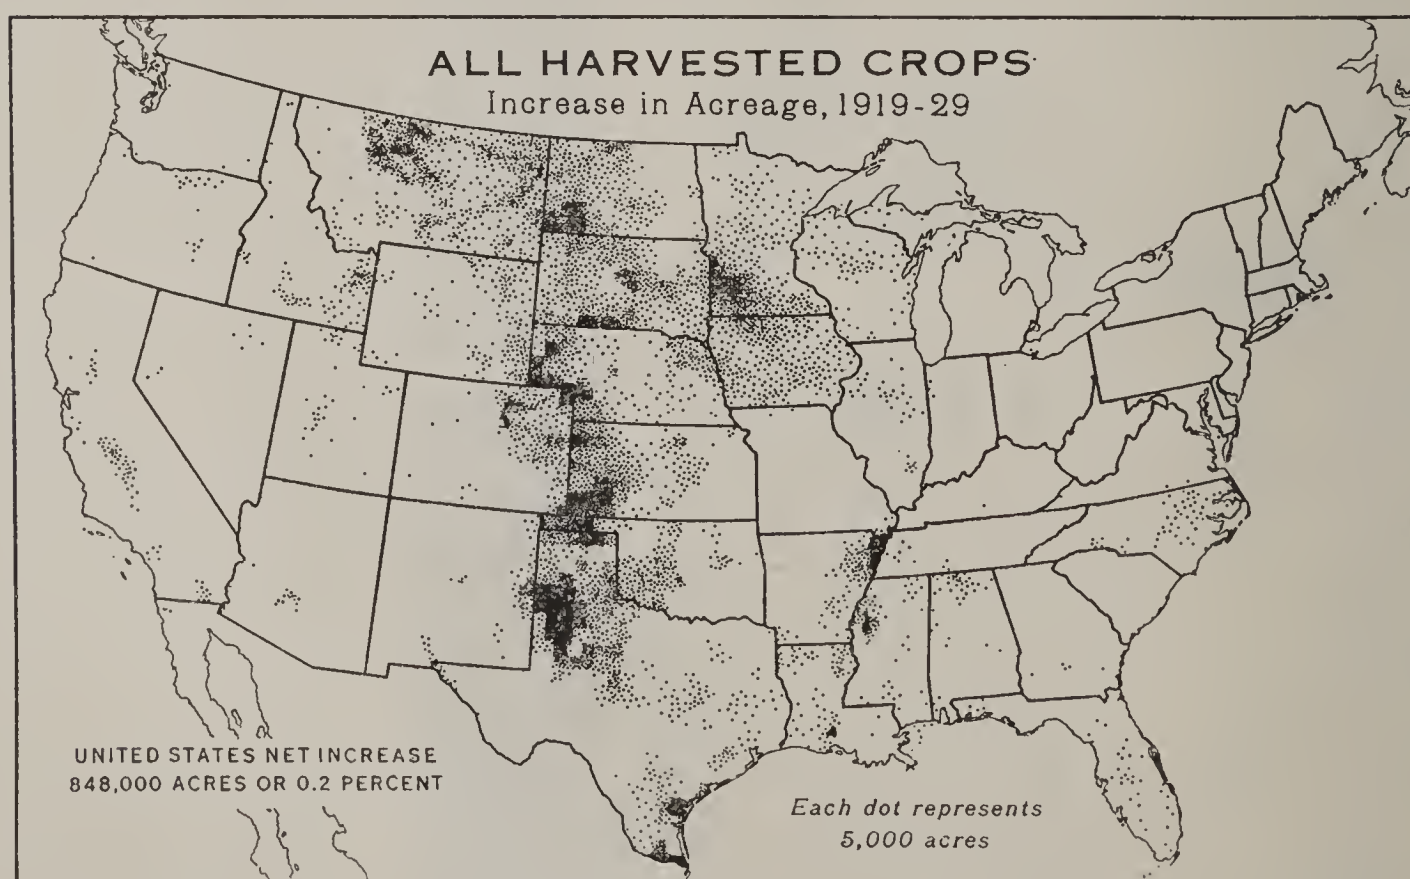 ALL HARVESTED CROPS
Increase in Acreage, 1919-29
UNITED STATES NET INCREASE
848,000 ACRES OR 0.2 PERCENT
Each dot represents
5,000 acres